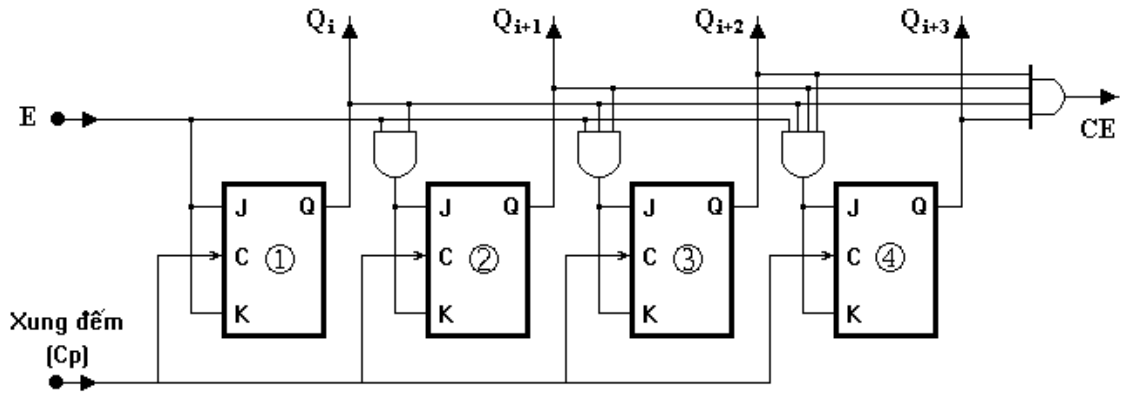 Qi Qi+1 Qi+2 Qi+3
E
CE
J Q J Q J Q J Q
C ① C ② C ③ C ④
K K K K
Xung đếm
(Cp)